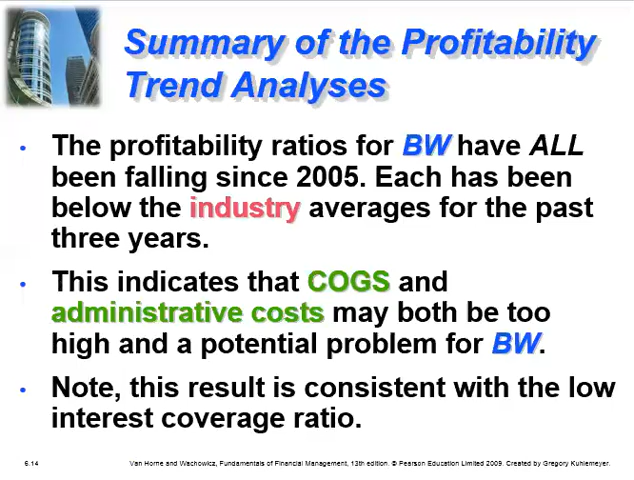 Summary of the Profitability
Trend Analyses
• The profitability ratios for BW have ALL
been falling since 2005. Each has been
below the industry averages for the past
three years.
• This indicates that COGS and
administrative costs may both be too
high and a potential problem for BW.
• Note, this result is consistent with the low
interest coverage ratio.
6.14 Van Horne and Wachowicz, Fundamentals of Financial Management, 13th edition. © Pearson Education Limited 2009. Created by Gregory Kuhlemeyer.